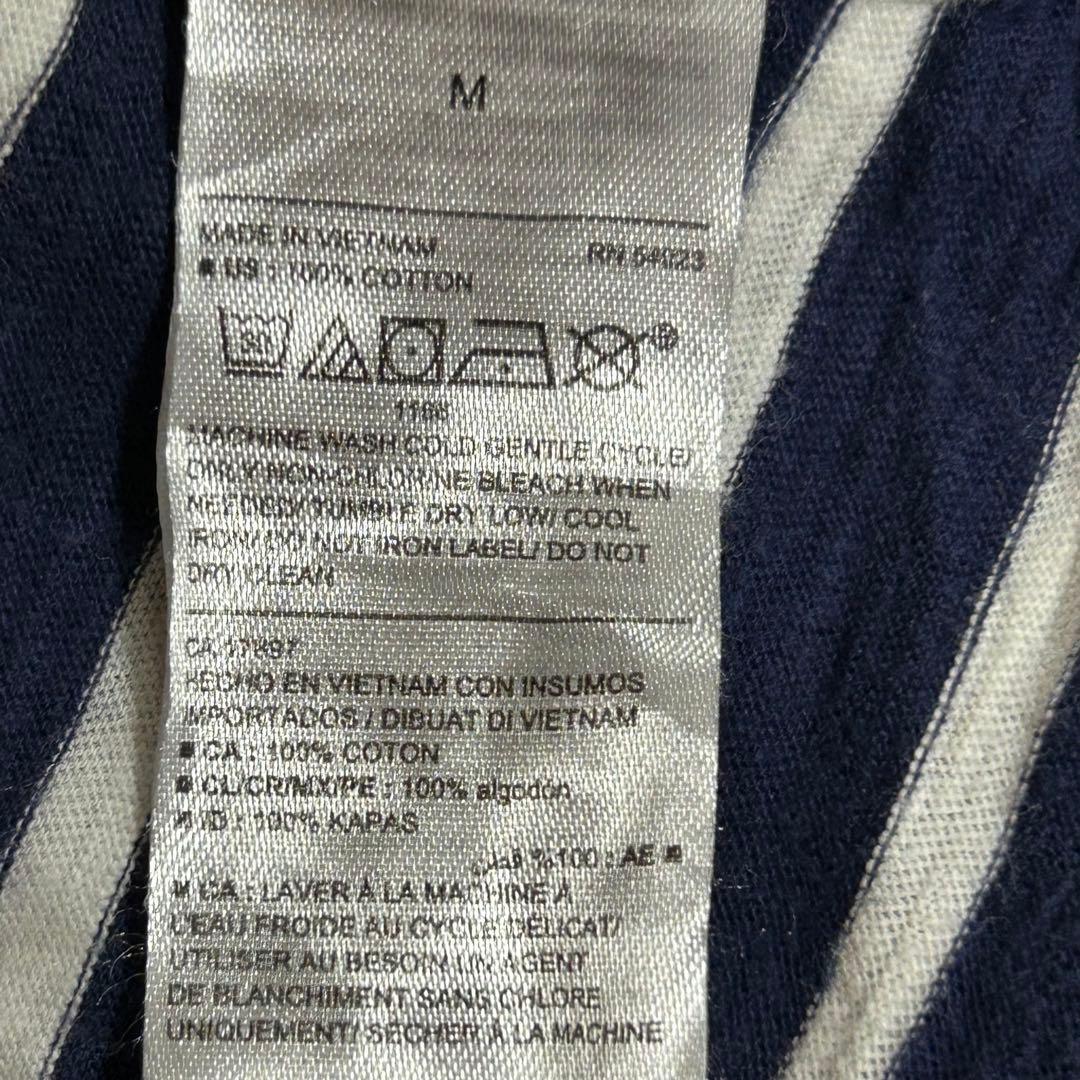 M
MADE IN VIETNAM RN 54023
■ US : 100% COTTON
30
®
MACHINE WASH COLD GENTLE CYCLE/
ONLY NON-CHLORINE BLEACH WHEN
NEEDED/ TUMBLE DRY LOW/ COOL
IRON/ DO NOT IRON LABEL/ DO NOT
DRY CLEAN
CA 17897
HECHO EN VIETNAM CON INSUMOS
IMPORTADOS / DIBUAT DI VIETNAM
■ CA : 100% COTON
■ CL/CR/MX/PE : 100% algodón
■ ID : 100% KAPAS
■ AE : 100% قطن
■ CA : LAVER À LA MACHINE À
L'EAU FROIDE AU CYCLE DÉLICAT/
UTILISER AU BESOIN UN AGENT
DE BLANCHIMENT SANS CHLORE
UNIQUEMENT/ SÉCHER À LA MACHINE